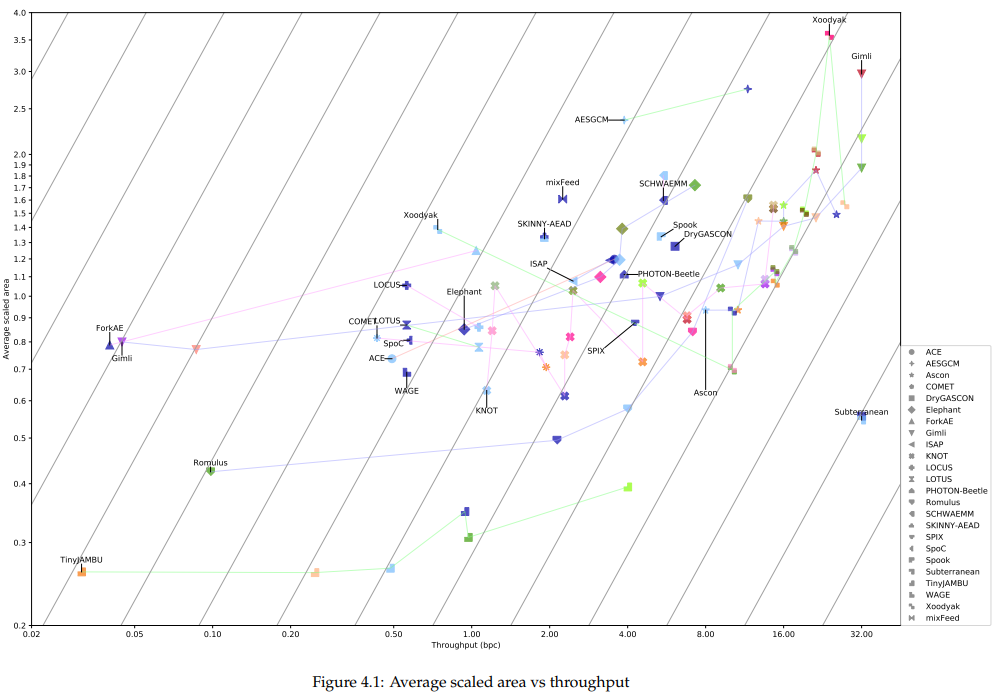 4.0
3.5
3.0
2.5
2.0
1.9
1.8
1.7
1.6
1.5
1.4
1.3
1.2
1.1
1.0
0.9
0.8
0.7
0.6
0.5
0.4
0.3
0.2
Average scaled area
Xoodyak
Gimli
AESGCM
mixFeed
SCHWAEMM
Xoodyak
SKINNY-AEAD
Spook
DryGASCON
ISAP
PHOTON-Beetle
LOCUS
Elephant
ForkAE
Gimli
COMET
LOTUS
SpoC
ACE
WAGE
KNOT
SPIX
Ascon
Subterranean
Romulus
TinyJAMBU
0.02 0.05 0.10 0.20 0.50 1.00 2.00 4.00 8.00 16.00 32.00
Throughput (bpc)
ACE
AESGCM
Ascon
COMET
DryGASCON
Elephant
ForkAE
Gimli
ISAP
KNOT
LOCUS
LOTUS
PHOTON-Beetle
Romulus
SCHWAEMM
SKINNY-AEAD
SPIX
SpoC
Spook
Subterranean
TinyJAMBU
WAGE
Xoodyak
mixFeed
Figure 4.1: Average scaled area vs throughput